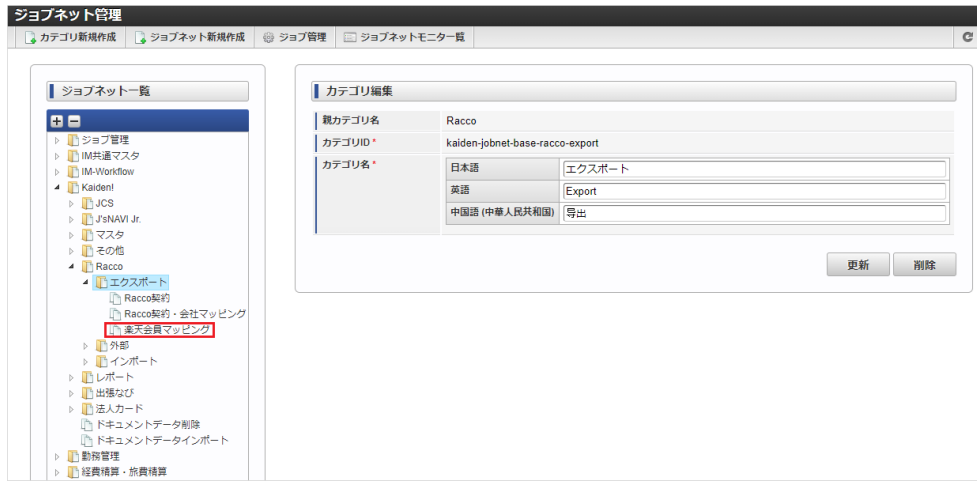 ジョブネット管理
カテゴリ新規作成 ジョブネット新規作成 ジョブ管理 ジョブネットモニター覧
ジョブネット一覧
ジョブ管理
IM共通マスタ
IM-Workflow
Kaiden!
JCS
J'sNAVI Jr.
マスタ
その他
Racco
エクスポート
Racco契約
Racco契約・会社マッピング
楽天会員マッピング
外部
インポート
レポート
出張なび
法人カード
ドキュメントデータ削除
ドキュメントデータインポート
勤務管理
経費精算・旅費精算
カテゴリ編集
親カテゴリ名 Racco
カテゴリID * kaiden-jobnet-base-racco-export
カテゴリ名 * 日本語 エクスポート
英語 Export
中国語 (中華人民共和国) 导出
更新 削除